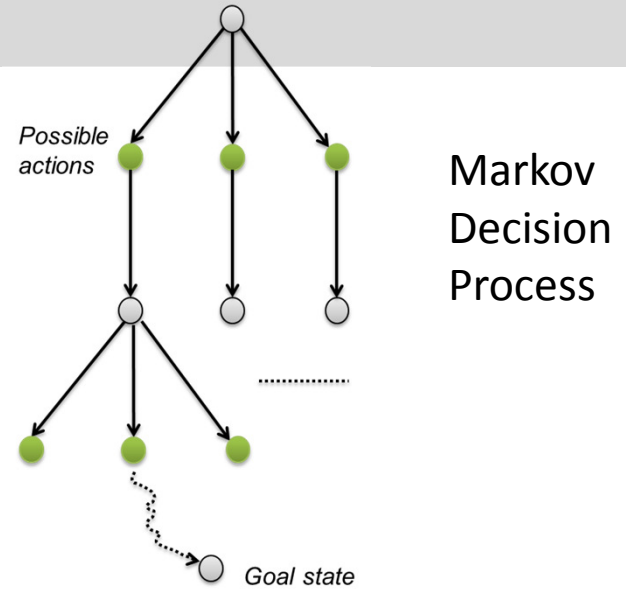 Possible
actions
Markov
Decision
Process
Goal state